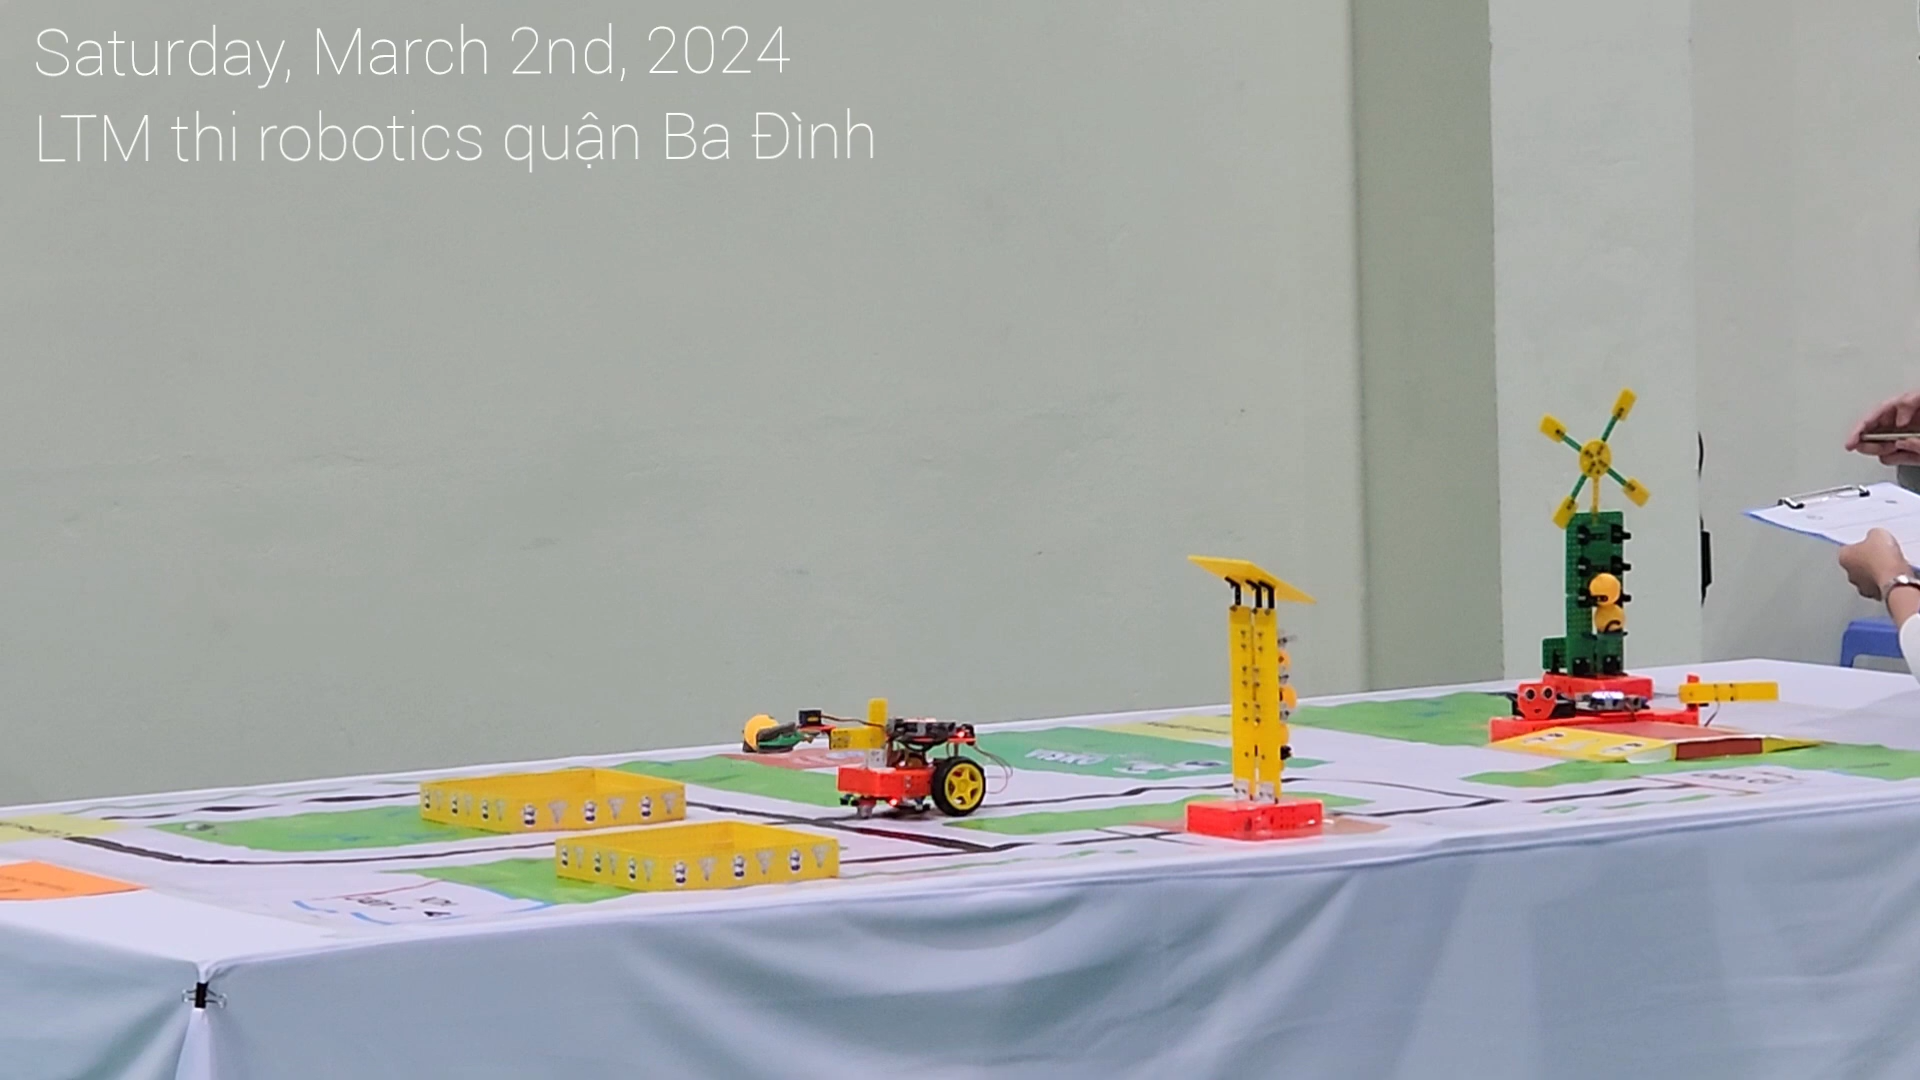 Saturday, March 2nd, 2024
LTM thi robotics quận Ba Đình